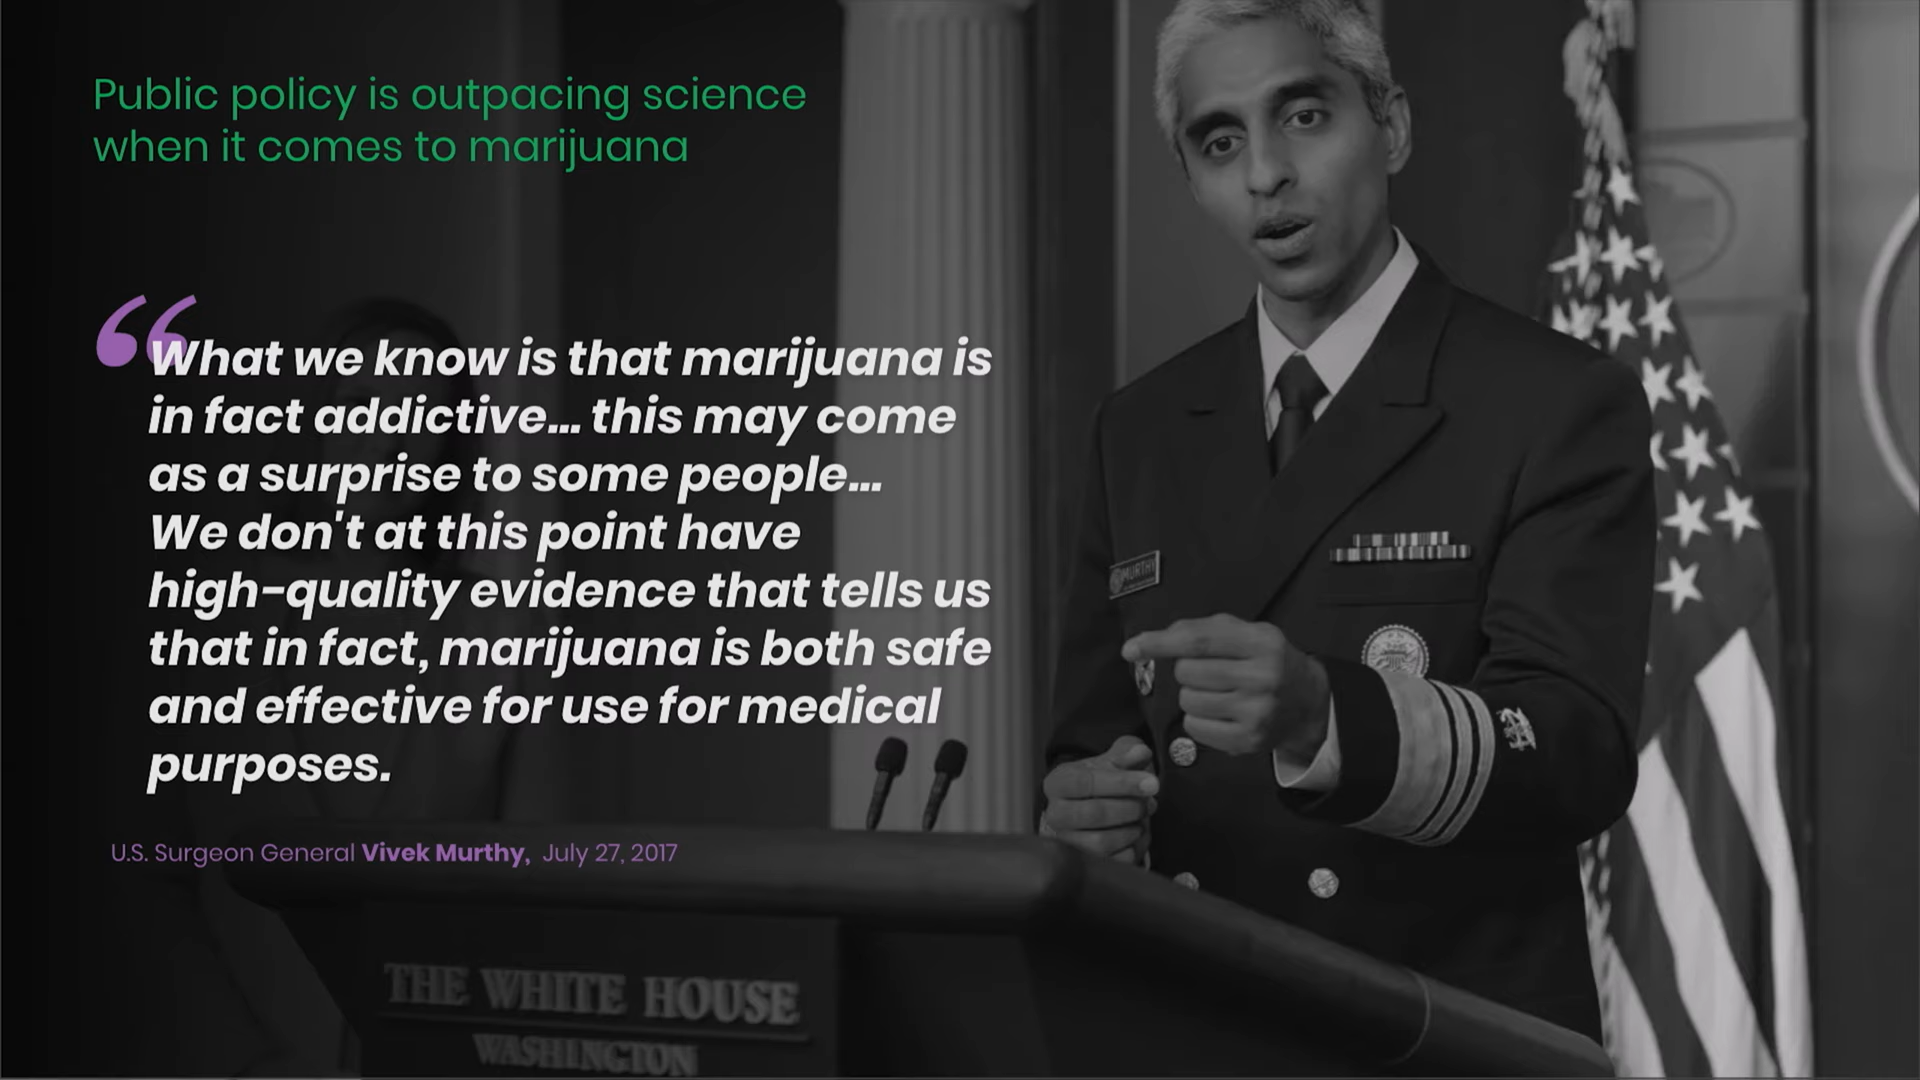 Public policy is outpacing science
when it comes to marijuana
“
What we know is that marijuana is
in fact addictive... this may come
as a surprise to some people...
We don't at this point have
high-quality evidence that tells us
that in fact, marijuana is both safe
and effective for use for medical
purposes.
U.S. Surgeon General Vivek Murthy, July 27, 2017
MURTHY
THE WHITE HOUSE
WASHINGTON